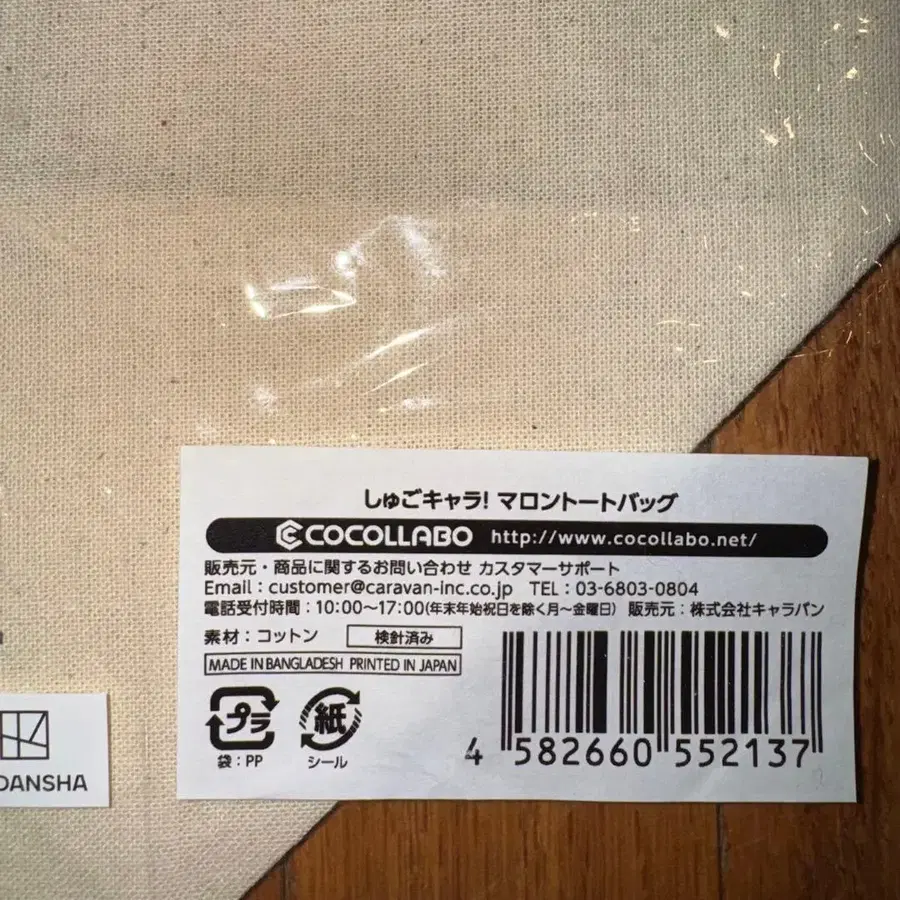 しゅごキャラ! マロントートバッグ
COCOLLABO http://www.cocollabo.net/
販売元・商品に関するお問い合わせ カスタマーサポート
Email：customer@caravan-inc.co.jp TEL：03-6803-0804
電話受付時間：10:00～17:00(年末年始祝日を除く月～金曜日) 販売元：株式会社キャラバン
素材：コットン 検針済み
MADE IN BANGLADESH PRINTED IN JAPAN
プラ 紙
袋：PP シール
4 582660 552137
DANSHA